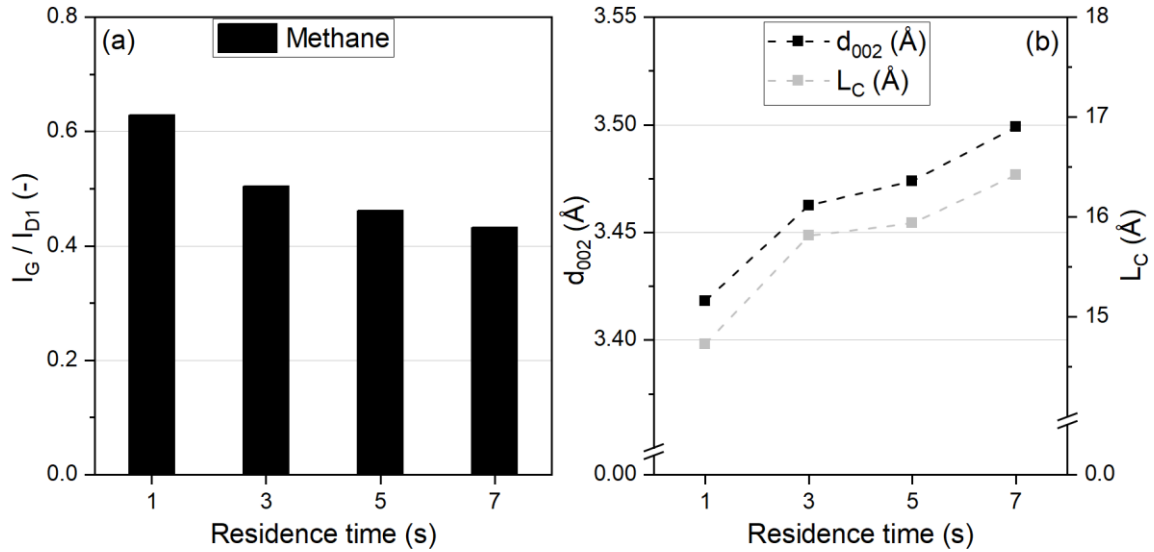 (a)
Methane
0.8
0.6
0.4
0.2
0.0
I_G / I_D1 (-)
1 3 5 7
Residence time (s)
(b)
d₀₀₂ (Å)
L_C (Å)
3.55
3.50
3.45
3.40
0.00
d₀₀₂ (Å)
18
17
16
15
0.0
L_C (Å)
1 3 5 7
Residence time (s)